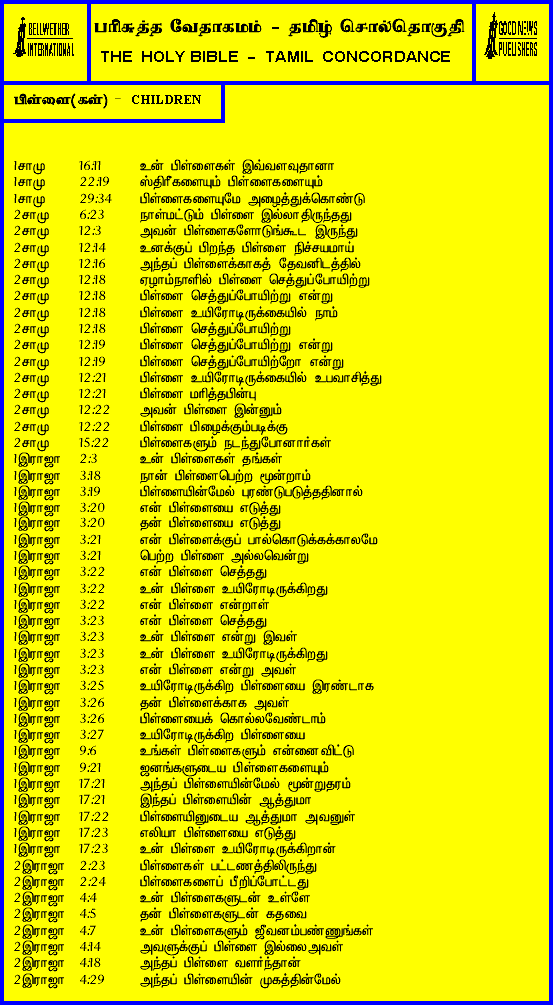 BELLWETHER
INTERNATIONAL
பரிசுத்த வேதாகமம் - தமிழ் சொல்தொகுதி
THE HOLY BIBLE - TAMIL CONCORDANCE
GOOD NEWS
PUBLISHERS
பிள்ளை(கள்) - CHILDREN
1சாமு 16:11 உன் பிள்ளைகள் இவ்வளவுதானா
1சாமு 22:19 ஸ்திரீகளையும் பிள்ளைகளையும்
1சாமு 29:34 பிள்ளைகளையுமே அழைத்துக்கொண்டு
2சாமு 6:23 நாள்மட்டும் பிள்ளை இல்லாதிருந்தது
2சாமு 12:3 அவன் பிள்ளைகளோடுங்கூட இருந்து
2சாமு 12:14 உனக்குப் பிறந்த பிள்ளை நிச்சயமாய்
2சாமு 12:16 அந்தப் பிள்ளைக்காகத் தேவனிடத்தில்
2சாமு 12:18 ஏழாம்நாளில் பிள்ளை செத்துப்போயிற்று
2சாமு 12:18 பிள்ளை செத்துப்போயிற்று என்று
2சாமு 12:18 பிள்ளை உயிரோடிருக்கையில் நாம்
2சாமு 12:18 பிள்ளை செத்துப்போயிற்று
2சாமு 12:19 பிள்ளை செத்துப்போயிற்று என்று
2சாமு 12:19 பிள்ளை செத்துப்போயிற்றோ என்று
2சாமு 12:21 பிள்ளை உயிரோடிருக்கையில் உபவாசித்து
2சாமு 12:21 பிள்ளை மரித்தபின்பு
2சாமு 12:22 அவன் பிள்ளை இன்னும்
2சாமு 12:22 பிள்ளை பிழைக்கும்படிக்கு
2சாமு 15:22 பிள்ளைகளும் நடந்துபோனார்கள்
1இராஜா 2:3 உன் பிள்ளைகள் தங்கள்
1இராஜா 3:18 நான் பிள்ளைபெற்ற மூன்றாம்
1இராஜா 3:19 பிள்ளையின்மேல் புரண்டுபடுத்ததினால்
1இராஜா 3:20 என் பிள்ளையை எடுத்து
1இராஜா 3:20 தன் பிள்ளையை எடுத்து
1இராஜா 3:21 என் பிள்ளைக்குப் பால்கொடுக்கக்காலமே
1இராஜா 3:21 பெற்ற பிள்ளை அல்லவென்று
1இராஜா 3:22 என் பிள்ளை செத்தது
1இராஜா 3:22 உன் பிள்ளை உயிரோடிருக்கிறது
1இராஜா 3:22 என் பிள்ளை என்றாள்
1இராஜா 3:23 என் பிள்ளை செத்தது
1இராஜா 3:23 உன் பிள்ளை என்று இவள்
1இராஜா 3:23 உன் பிள்ளை உயிரோடிருக்கிறது
1இராஜா 3:23 என் பிள்ளை என்று அவள்
1இராஜா 3:25 உயிரோடிருக்கிற பிள்ளையை இரண்டாக
1இராஜா 3:26 தன் பிள்ளைக்காக அவள்
1இராஜா 3:26 பிள்ளையைக் கொல்லவேண்டாம்
1இராஜா 3:27 உயிரோடிருக்கிற பிள்ளையை
1இராஜா 9:6 உங்கள் பிள்ளைகளும் என்னைவிட்டு
1இராஜா 9:21 ஜனங்களுடைய பிள்ளைகளையும்
1இராஜா 17:21 அந்தப் பிள்ளையின்மேல் மூன்றுதரம்
1இராஜா 17:21 இந்தப் பிள்ளையின் ஆத்துமா
1இராஜா 17:22 பிள்ளையினுடைய ஆத்துமா அவனுள்
1இராஜா 17:23 எலியா பிள்ளையை எடுத்து
1இராஜா 17:23 உன் பிள்ளை உயிரோடிருக்கிறான்
2இராஜா 2:23 பிள்ளைகள் பட்டணத்திலிருந்து
2இராஜா 2:24 பிள்ளைகளைப் பீறிப்போட்டது
2இராஜா 4:4 உன் பிள்ளைகளுடன் உள்ளே
2இராஜா 4:5 தன் பிள்ளைகளுடன் கதவை
2இராஜா 4:7 உன் பிள்ளைகளும் ஜீவனம்பண்ணுங்கள்
2இராஜா 4:14 அவளுக்குப் பிள்ளை இல்லைஅவள்
2இராஜா 4:18 அந்தப் பிள்ளை வளர்ந்தான்
2இராஜா 4:29 அந்தப் பிள்ளையின் முகத்தின்மேல்